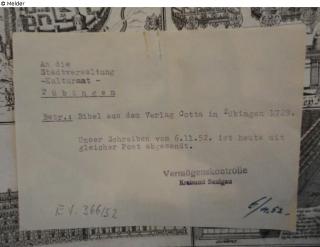 © Melder
An die
Stadtverwaltung
-Kulturamt -
Tübingen
Betr.: Bibel aus dem Verlag Cotta in Tübingen 1729.
Unser Schreiben vom 6.11.52. ist heute mit
gleicher Post abgesandt.
Vermögenskontrolle
Kreisund Saulgau
E V. 366/52